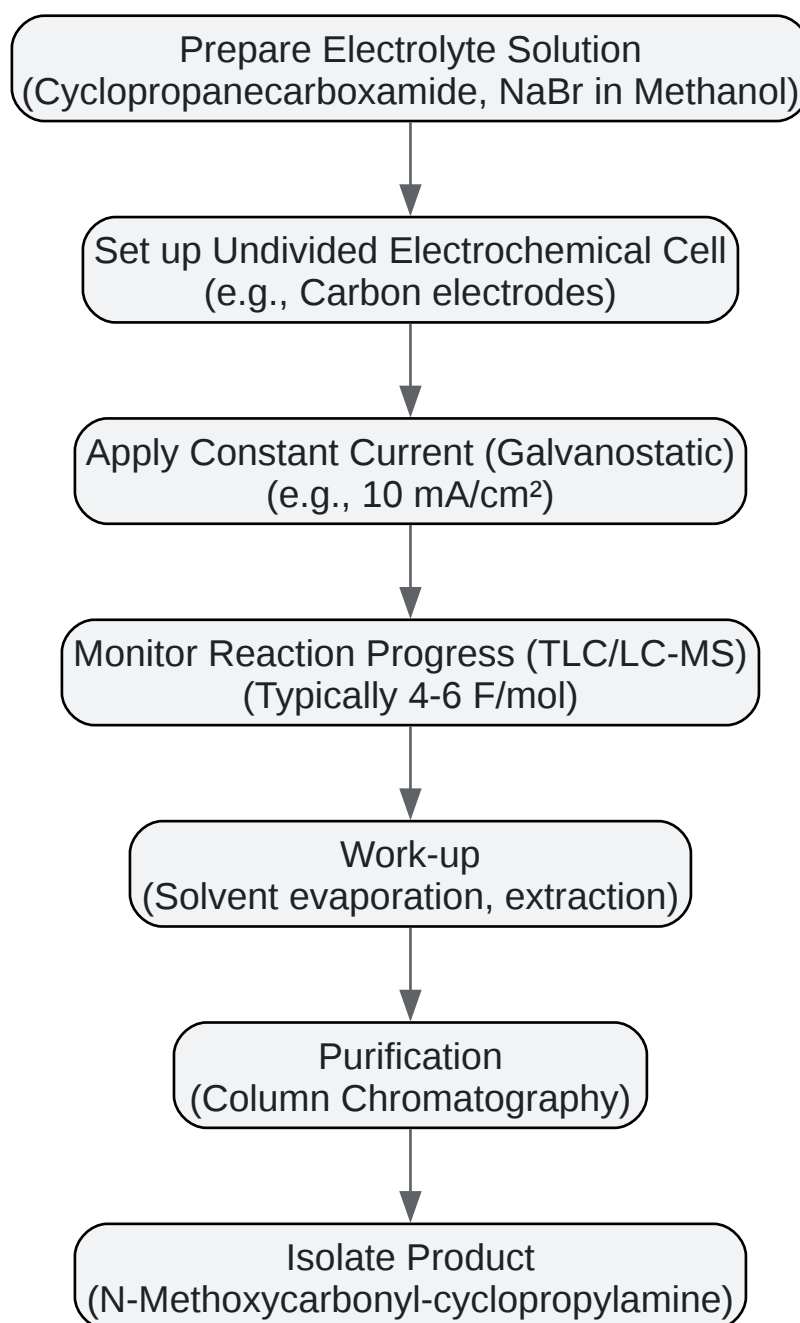 Prepare Electrolyte Solution
(Cyclopropanecarboxamide, NaBr in Methanol)
Set up Undivided Electrochemical Cell
(e.g., Carbon electrodes)
Apply Constant Current (Galvanostatic)
(e.g., 10 mA/cm²)
Monitor Reaction Progress (TLC/LC-MS)
(Typically 4-6 F/mol)
Work-up
(Solvent evaporation, extraction)
Purification
(Column Chromatography)
Isolate Product
(N-Methoxycarbonyl-cyclopropylamine)